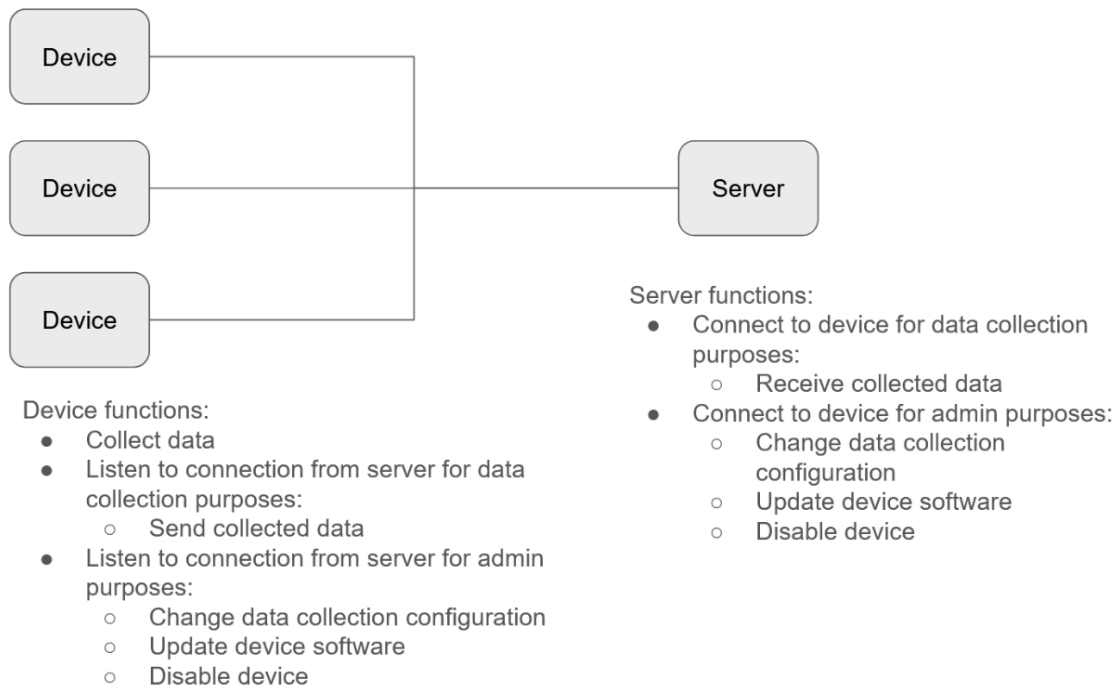 Device
Device
Server
Device
Server functions:
● Connect to device for data collection
purposes:
○ Receive collected data
● Connect to device for admin purposes:
○ Change data collection
configuration
○ Update device software
○ Disable device
Device functions:
● Collect data
● Listen to connection from server for data
collection purposes:
○ Send collected data
● Listen to connection from server for admin
purposes:
○ Change data collection configuration
○ Update device software
○ Disable device